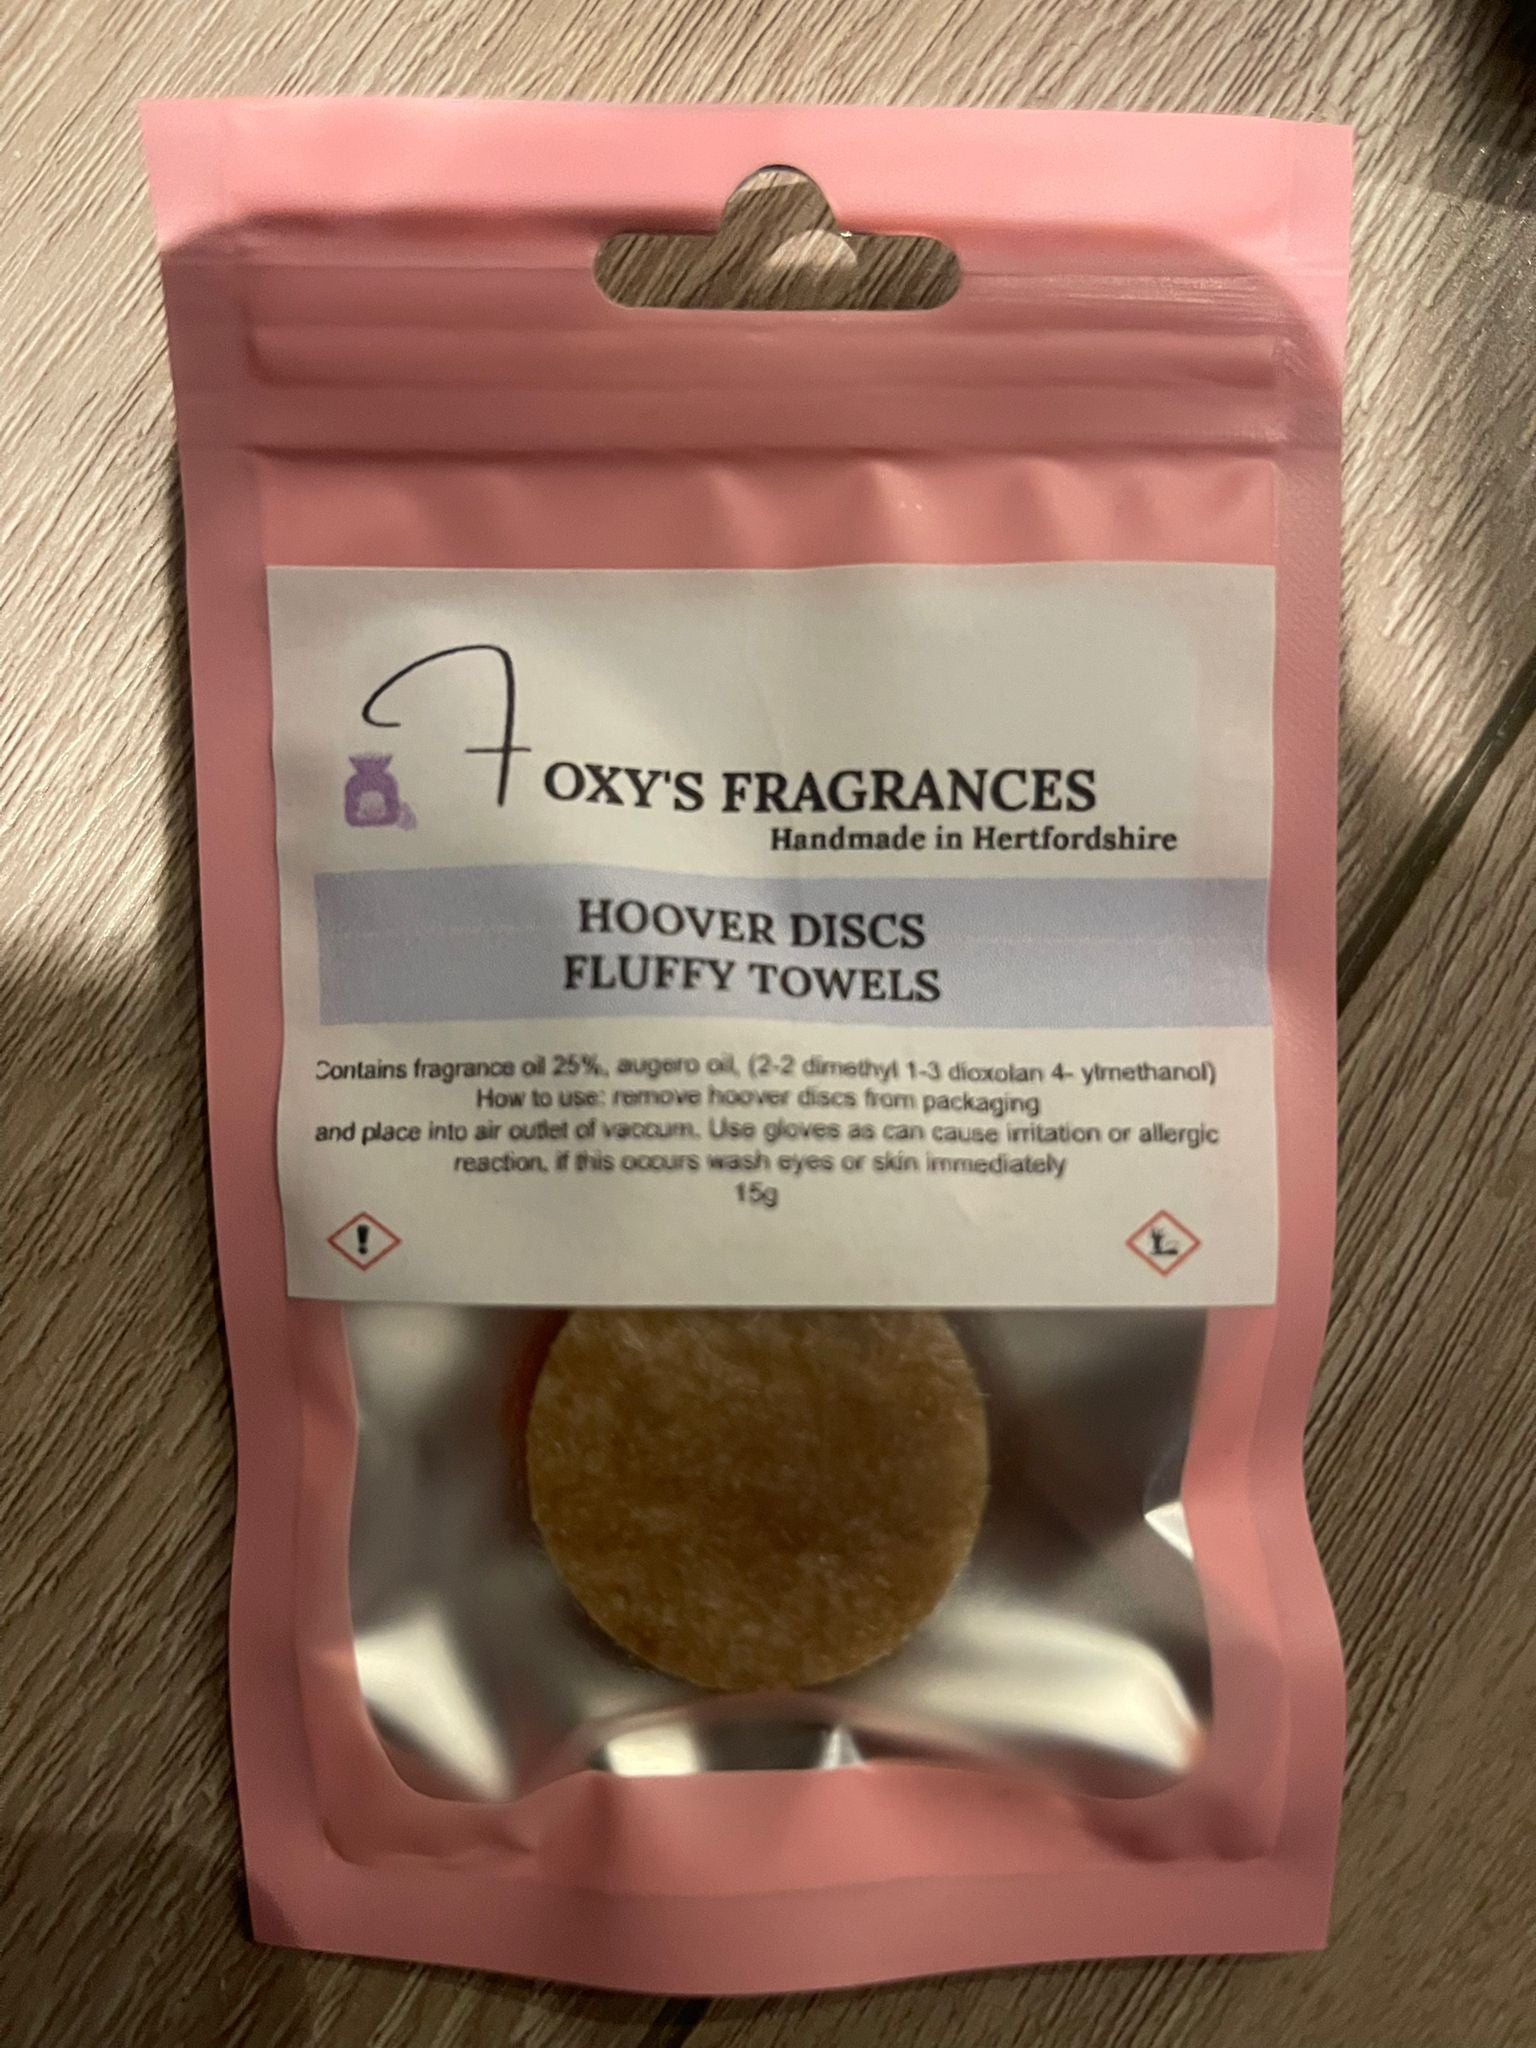 FOXY'S FRAGRANCES
Handmade in Hertfordshire
HOOVER DISCS
FLUFFY TOWELS
Contains fragrance oil 25%, augero oil, (2-2 dimethyl 1-3 dioxolan 4- ylmethanol)
How to use: remove hoover discs from packaging
and place into air outlet of vaccum. Use gloves as can cause irritation or allergic
reaction, if this occurs wash eyes or skin immediately
15g